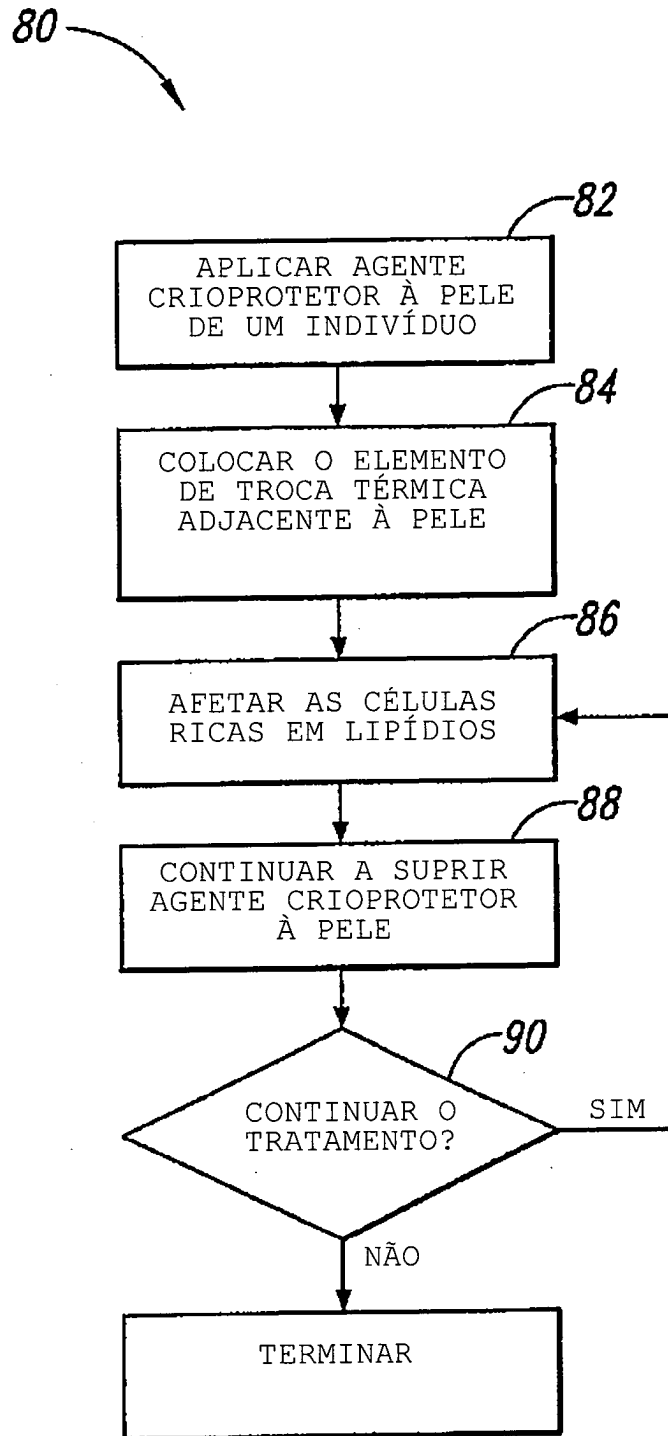 80
82
APLICAR AGENTE
CRIOPROTETOR À PELE
DE UM INDIVÍDUO
84
COLOCAR O ELEMENTO
DE TROCA TÉRMICA
ADJACENTE À PELE
86
AFETAR AS CÉLULAS
RICAS EM LIPÍDIOS
88
CONTINUAR A SUPRIR
AGENTE CRIOPROTETOR
À PELE
90
CONTINUAR O
TRATAMENTO?
SIM
NÃO
TERMINAR